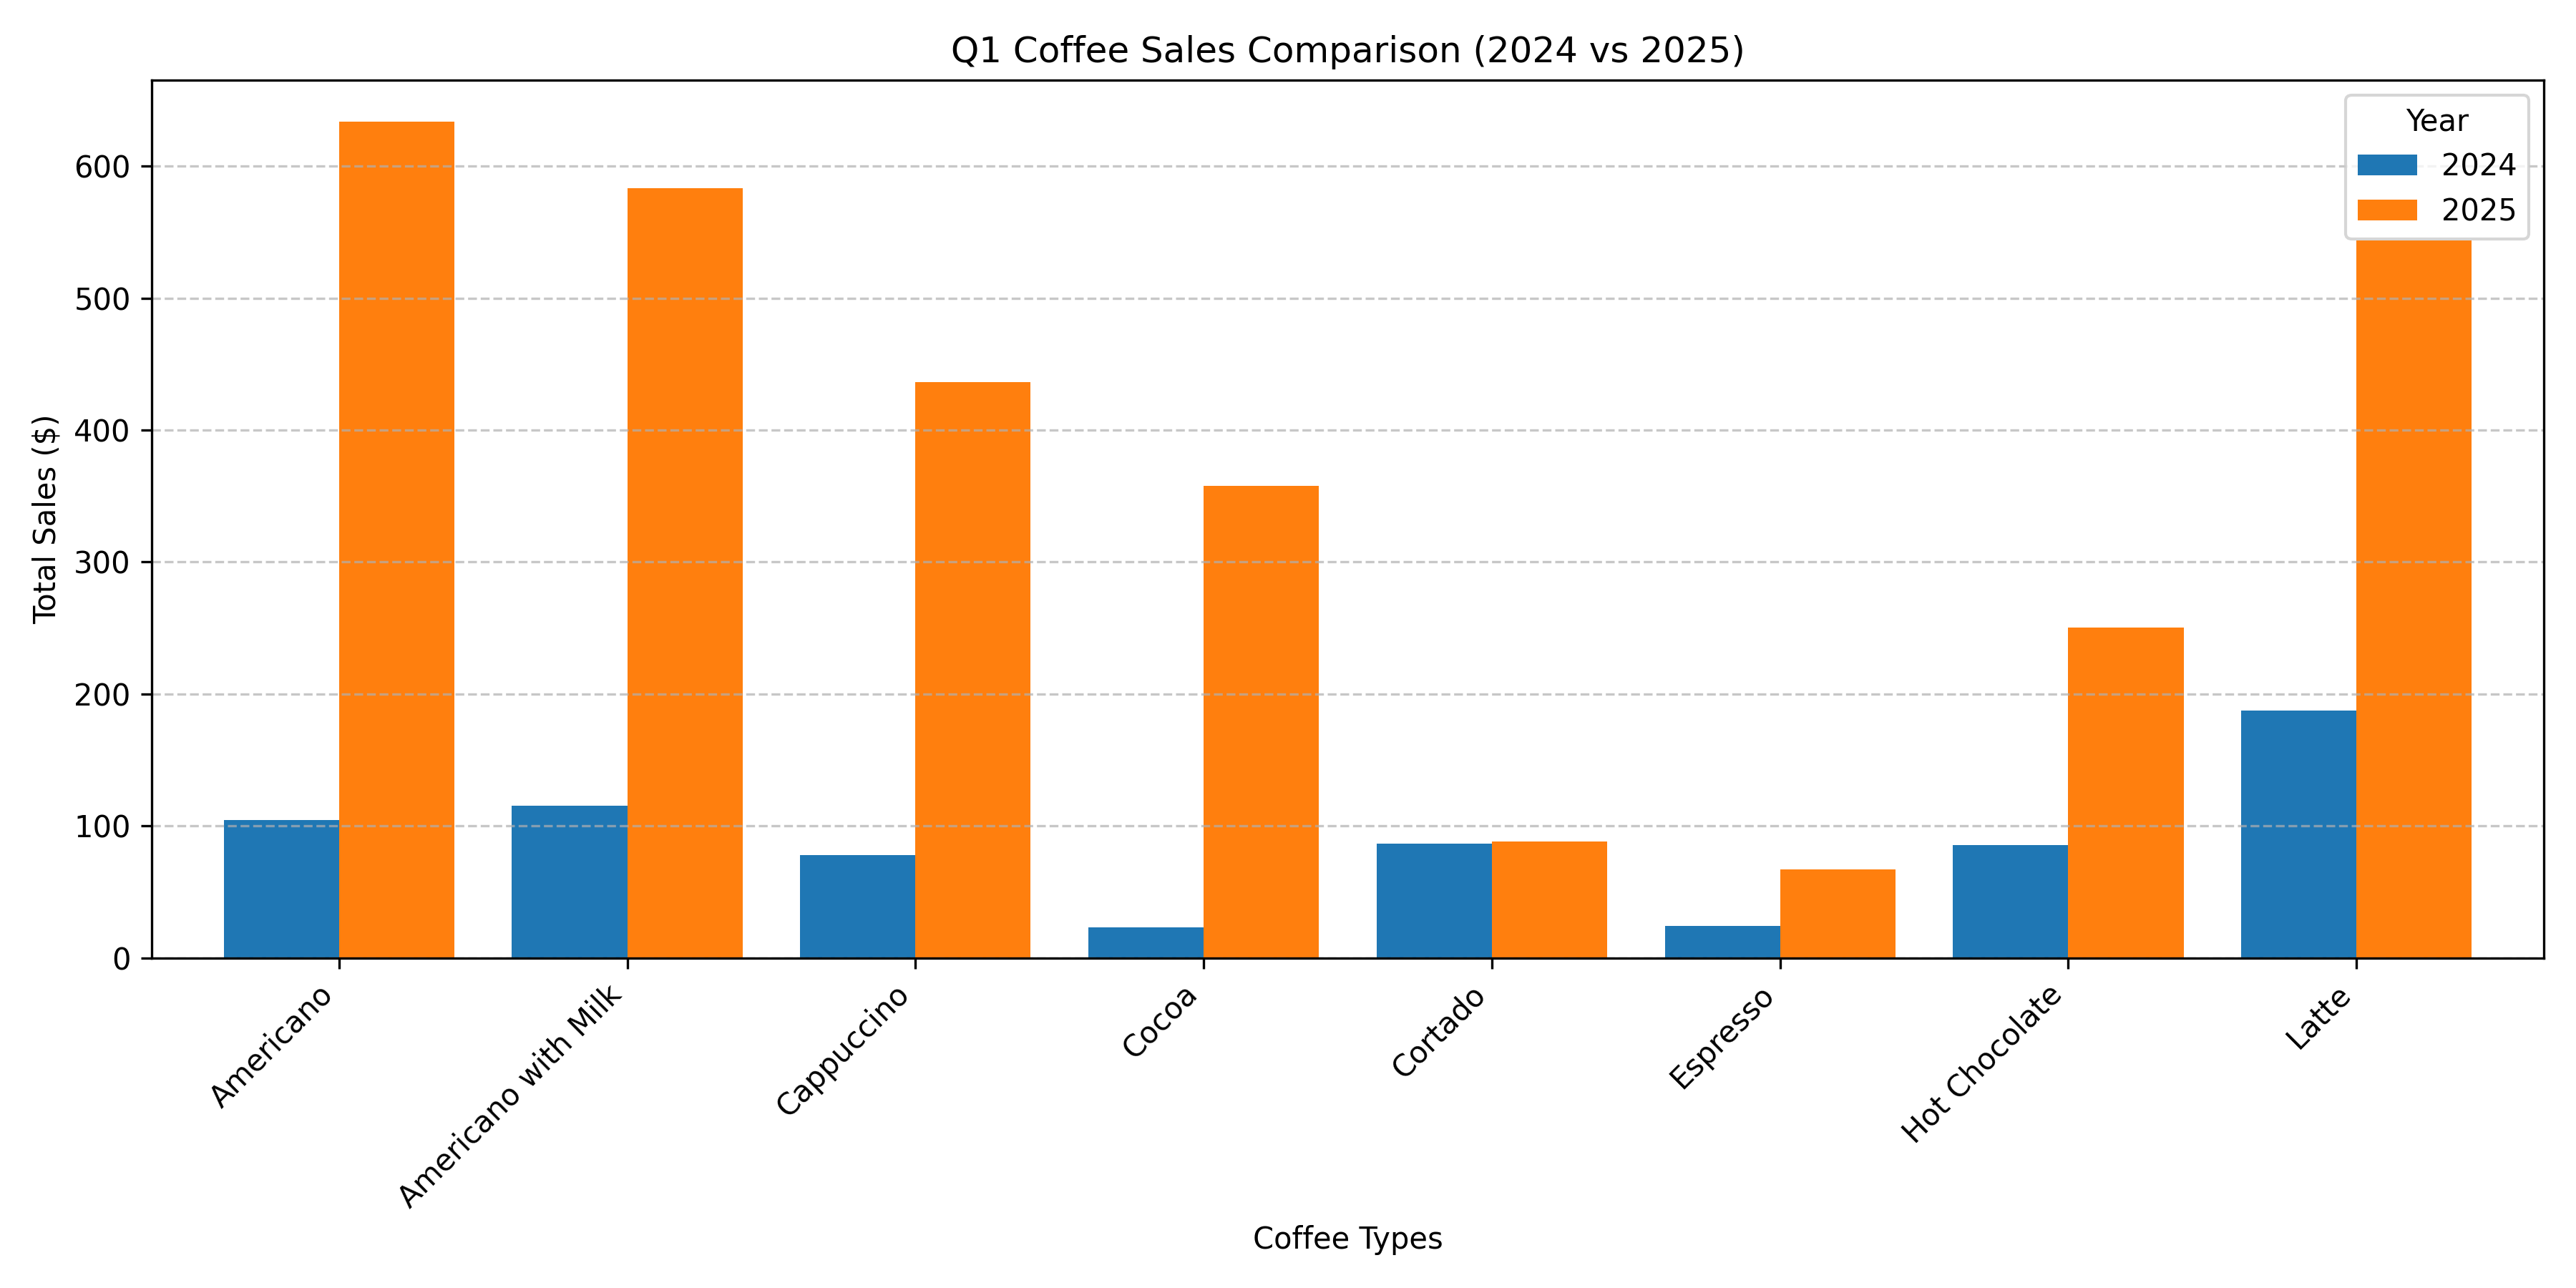 Q1 Coffee Sales Comparison (2024 vs 2025)
Year
2024
2025
Total Sales ($)
600
500
400
300
200
100
0
Americano
Americano with Milk
Cappuccino
Cocoa
Cortado
Espresso
Hot Chocolate
Latte
Coffee Types